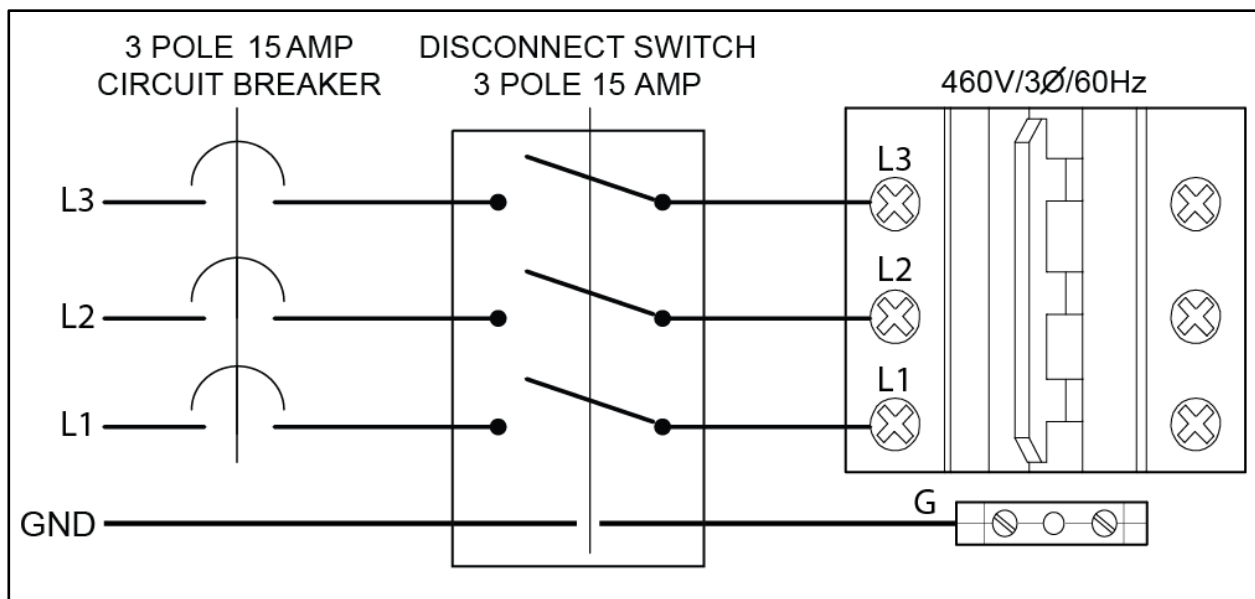 3 POLE 15 AMP
CIRCUIT BREAKER
DISCONNECT SWITCH
3 POLE 15 AMP
460V/3Ø/60Hz
L3
L3
L2
L2
L1
L1
GND
G